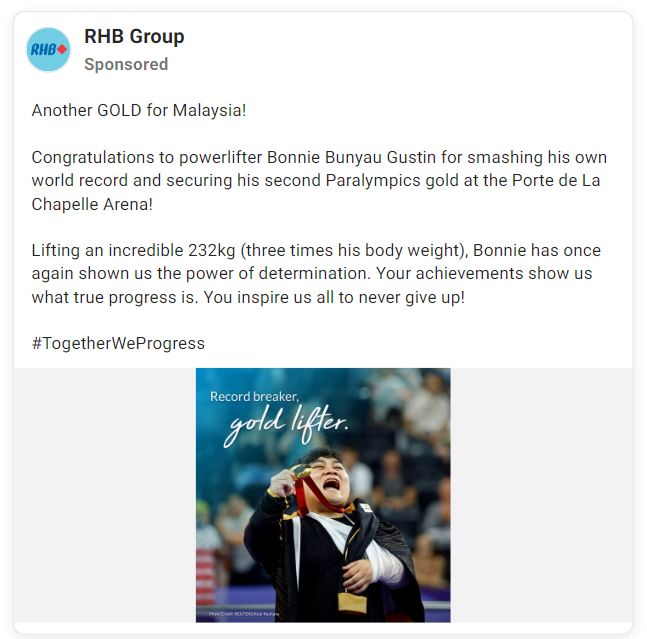 RHB
RHB Group
Sponsored
Another GOLD for Malaysia!
Congratulations to powerlifter Bonnie Bunyau Gustin for smashing his own
world record and securing his second Paralympics gold at the Porte de La
Chapelle Arena!
Lifting an incredible 232kg (three times his body weight), Bonnie has once
again shown us the power of determination. Your achievements show us
what true progress is. You inspire us all to never give up!
#TogetherWeProgress
Record breaker,
gold lifter.
Photo Credit: REUTERS